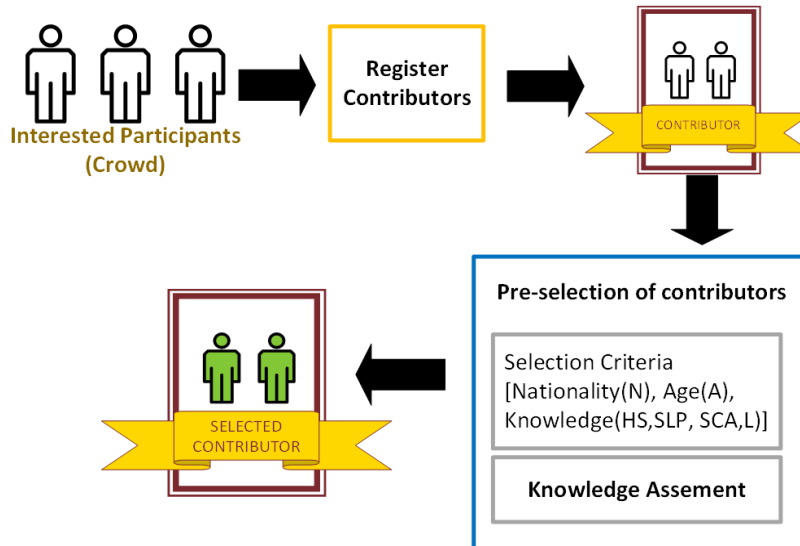 Interested Participants
(Crowd)
Register
Contributors
CONTRIBUTOR
Pre-selection of contributors
Selection Criteria
[Nationality(N), Age(A),
Knowledge(HS,SLP, SCA,L)]
Knowledge Assement
SELECTED
CONTRIBUTOR